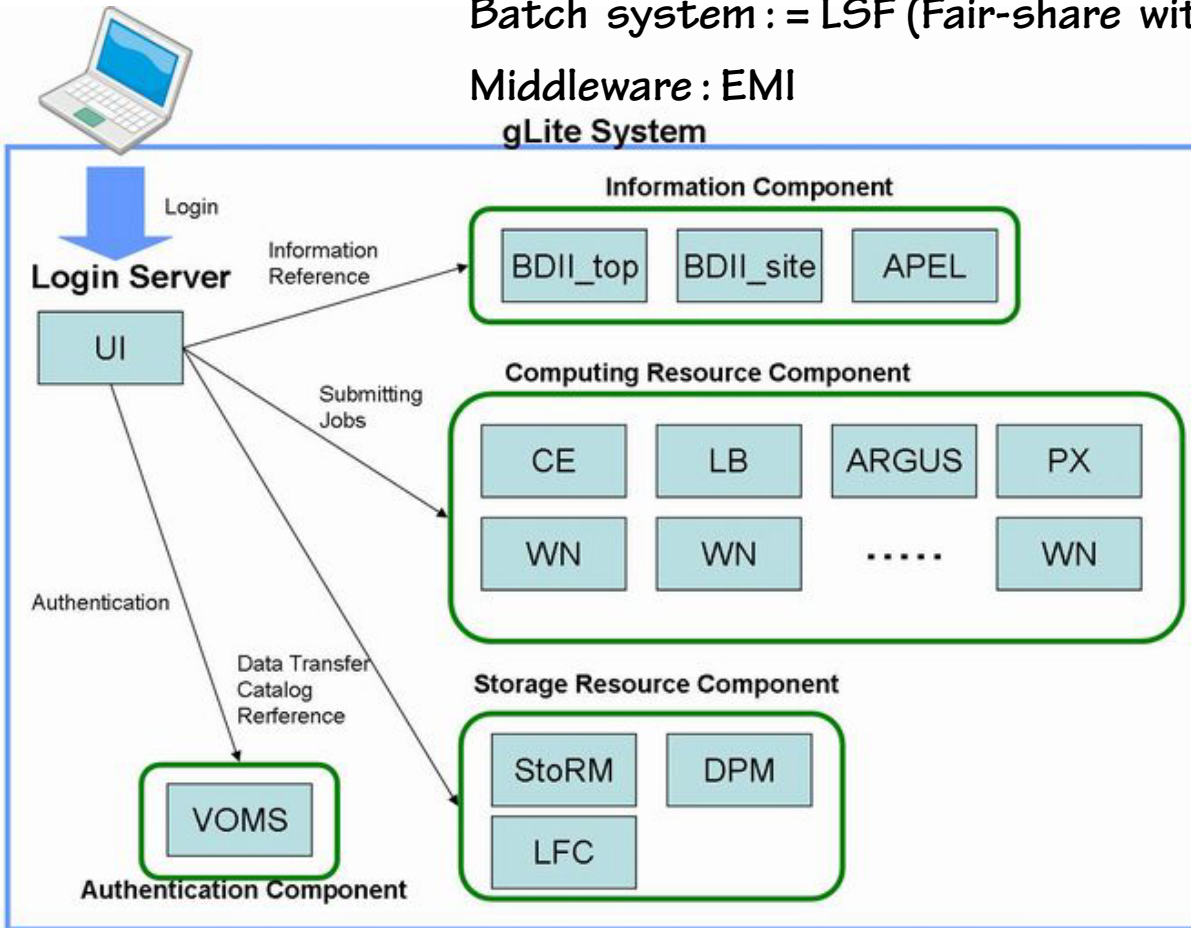 Batch system : = LSF (Fair-share
Middleware : EMI
gLite System
Login
Login Server
UI
Information
Reference
Information Component
BDII_top
BDII_site
APEL
Submitting
Jobs
Computing Resource Component
CE
LB
ARGUS
PX
WN
WN
.....
WN
Authentication
Data Transfer
Catalog
Rerference
Storage Resource Component
StoRM
DPM
LFC
VOMS
Authentication Component